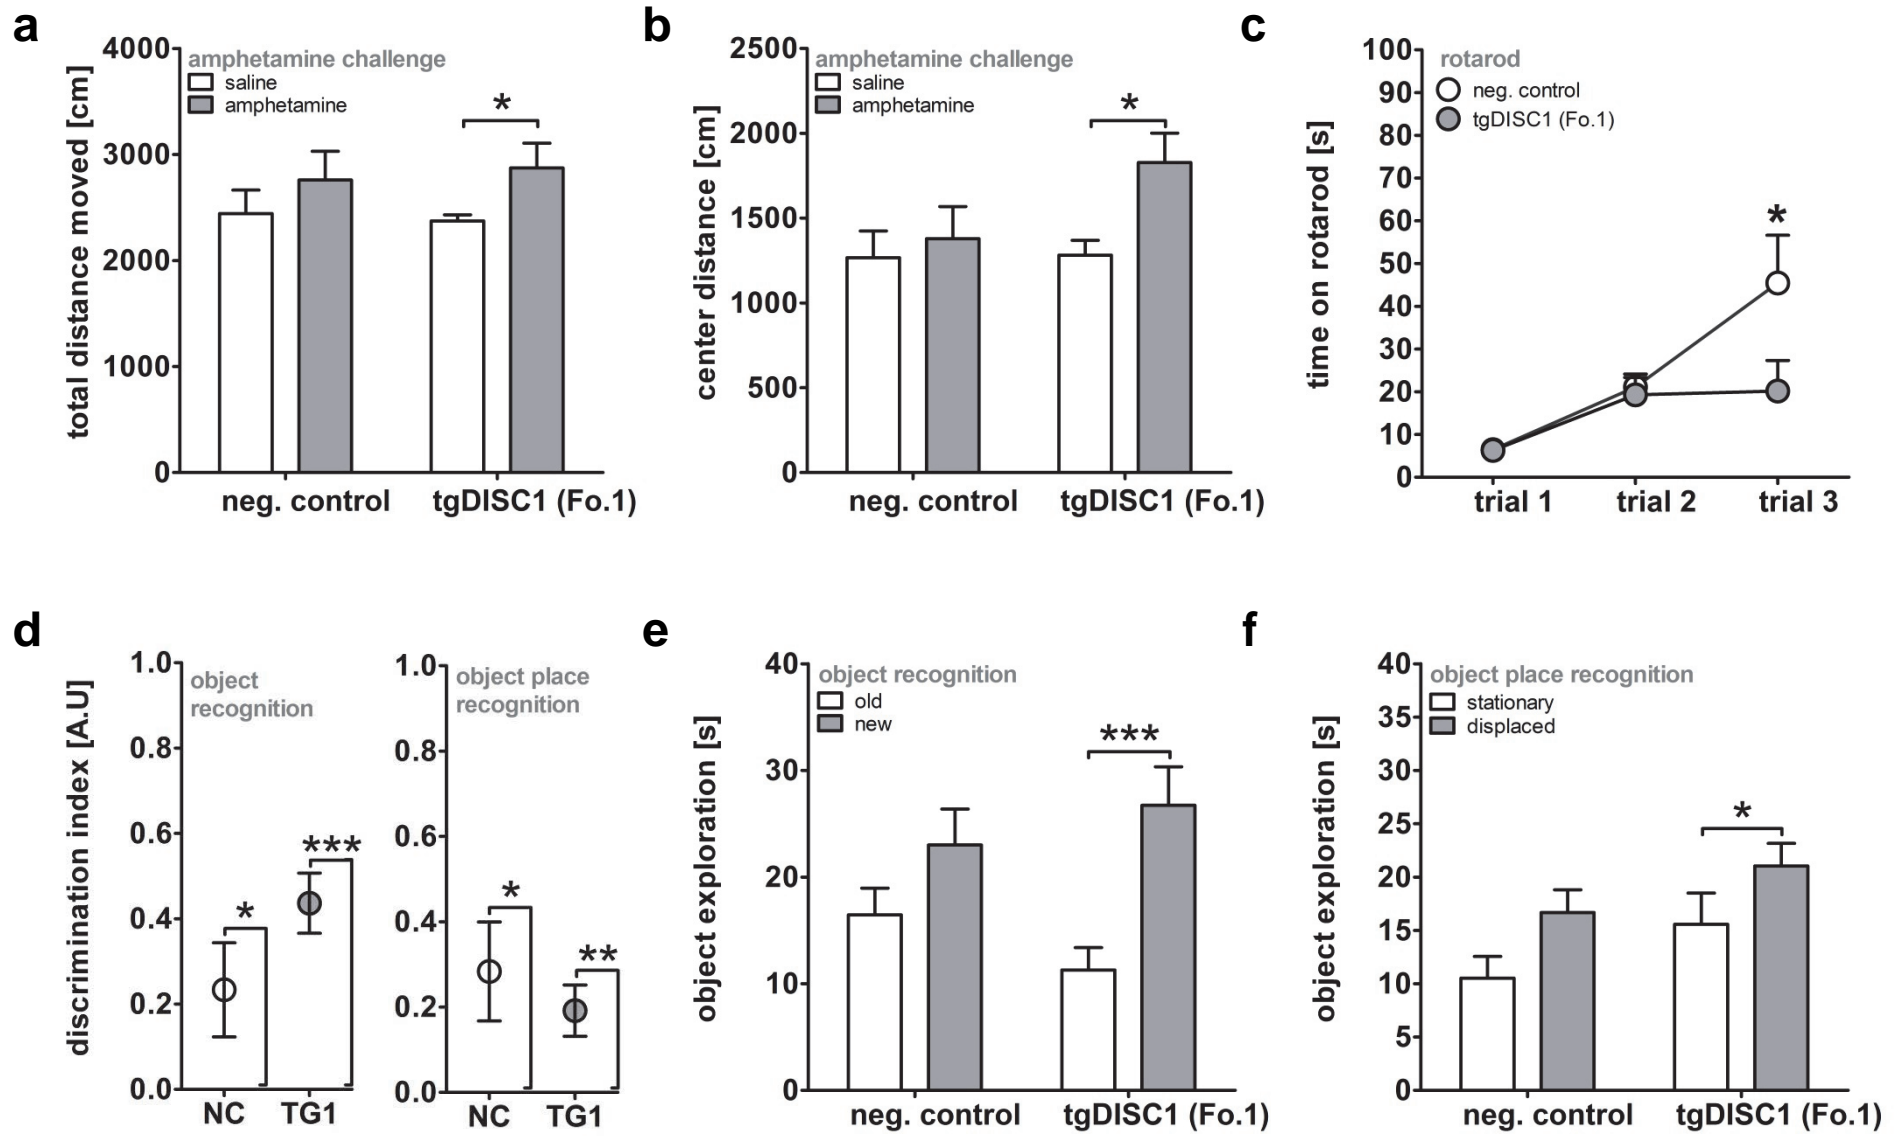 a
4000
3000
2000
1000
0
total distance moved [cm]
amphetamine challenge
saline
amphetamine
*
neg. control
tgDISC1 (Fo.1)
b
2500
2000
1500
1000
500
0
center distance [cm]
amphetamine challenge
saline
amphetamine
*
neg. control
tgDISC1 (Fo.1)
c
100
90
80
70
60
50
40
30
20
10
0
time on rotarod [s]
rotarod
neg. control
tgDISC1 (Fo.1)
*
trial 1
trial 2
trial 3
d
1.0
0.8
0.6
0.4
0.2
0.0
discrimination index [A.U]
object
recognition
*
***
NC
TG1
1.0
0.8
0.6
0.4
0.2
0.0
object place
recognition
*
**
NC
TG1
e
40
30
20
10
0
object exploration [s]
object recognition
old
new
***
neg. control
tgDISC1 (Fo.1)
f
40
35
30
25
20
15
10
5
0
object exploration [s]
object place recognition
stationary
displaced
*
neg. control
tgDISC1 (Fo.1)